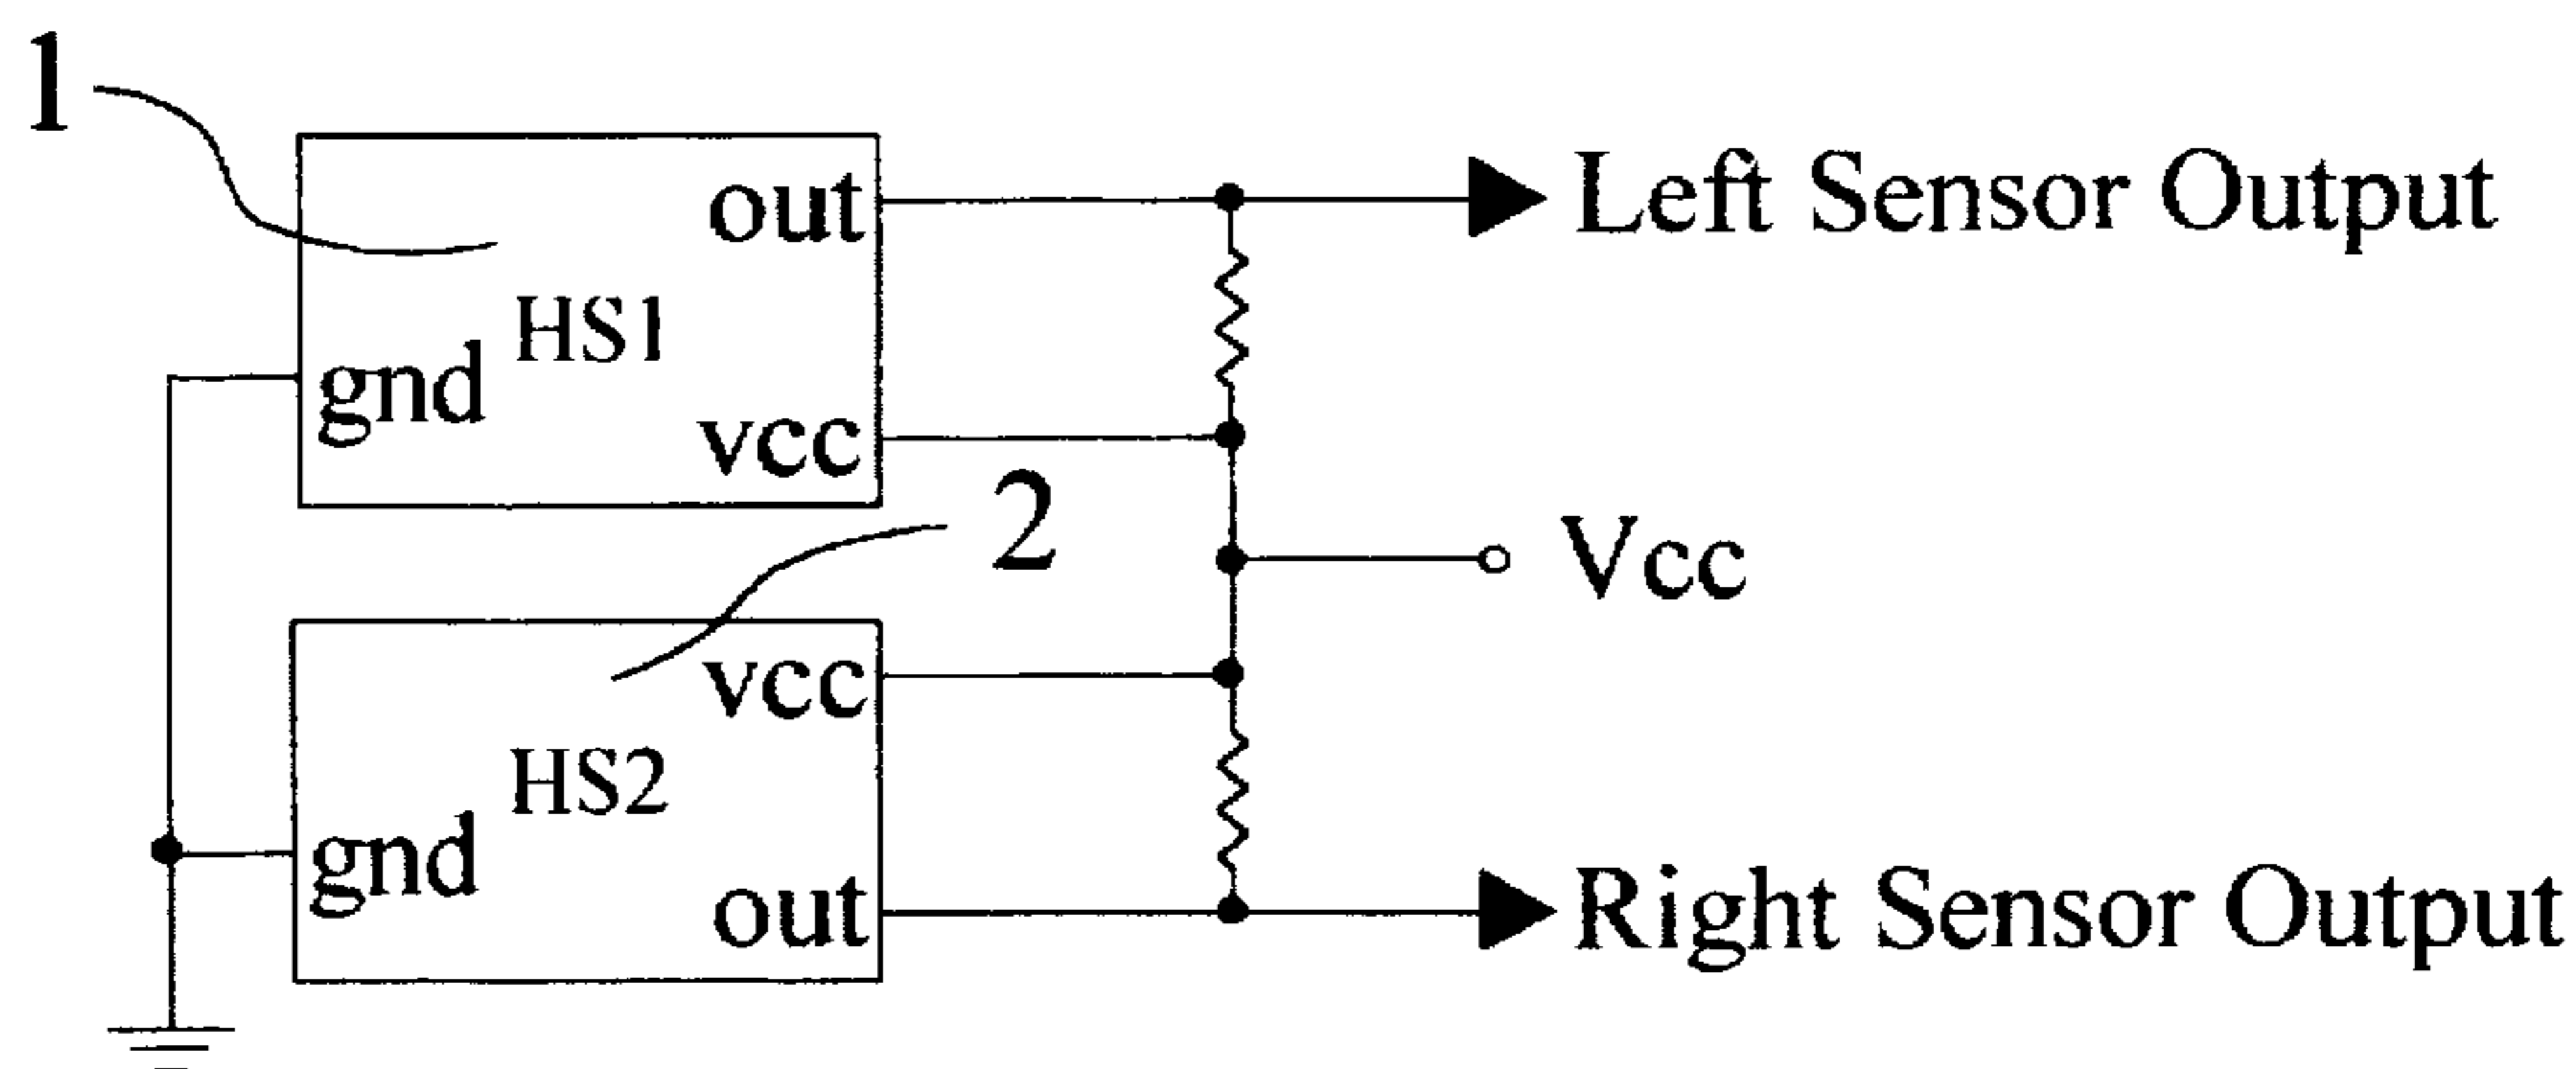 1
out
Left Sensor Output
HS1
gnd
vcc
2
Vcc
vcc
HS2
gnd
out
Right Sensor Output